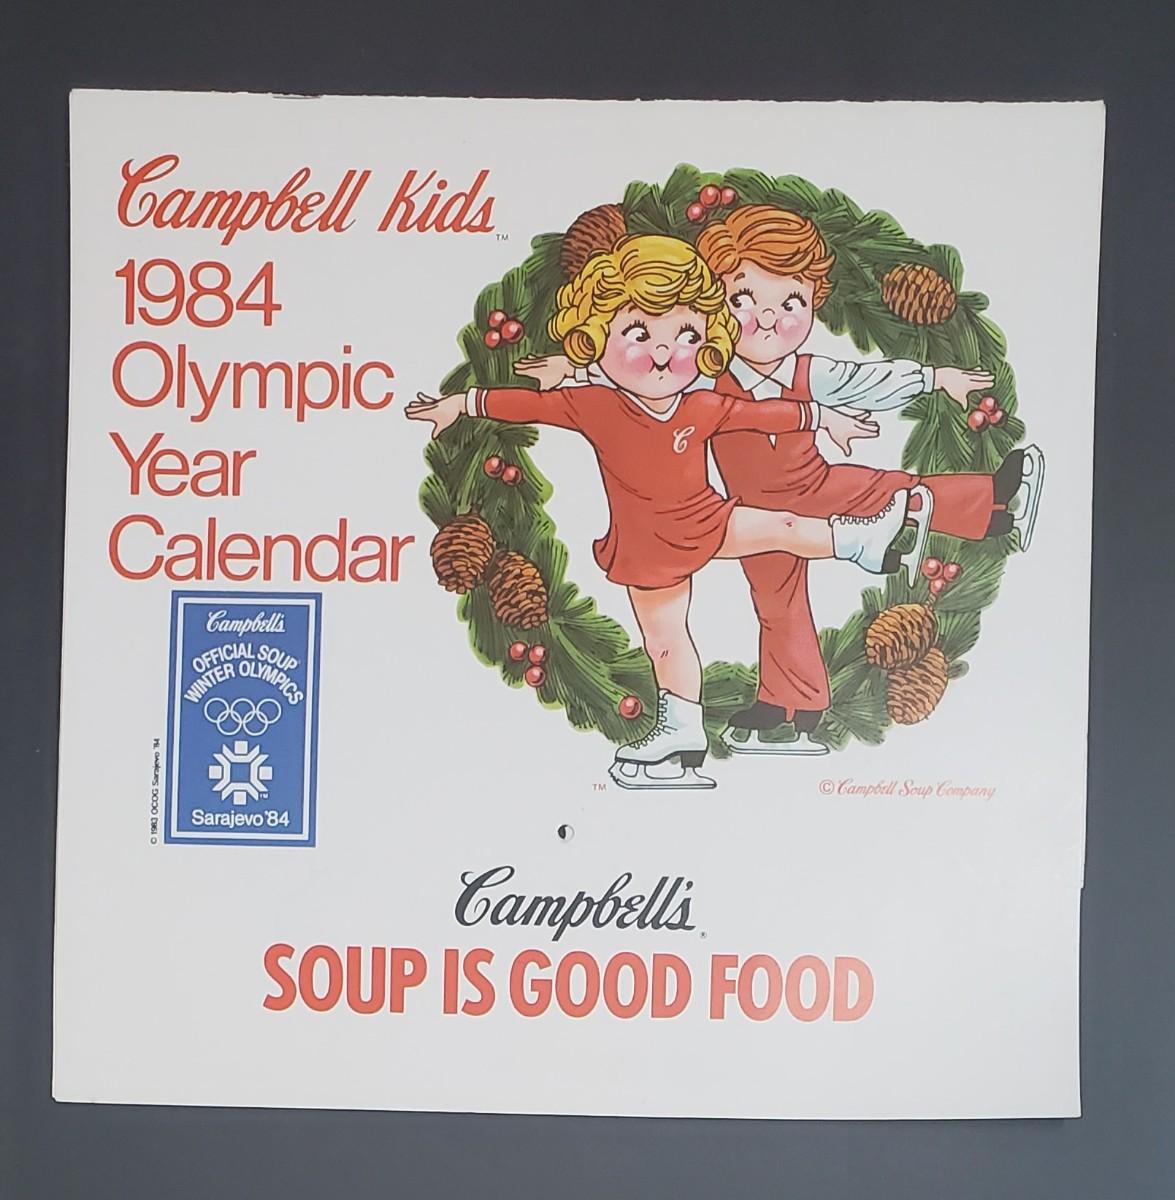 Campbell Kids™
1984
Olympic
Year
Calendar
Campbell's
OFFICIAL SOUP
WINTER OLYMPICS
™
Sarajevo '84
© 1983 OCOG Sarajevo '84
C
™
© Campbell Soup Company
Campbell's®
SOUP IS GOOD FOOD